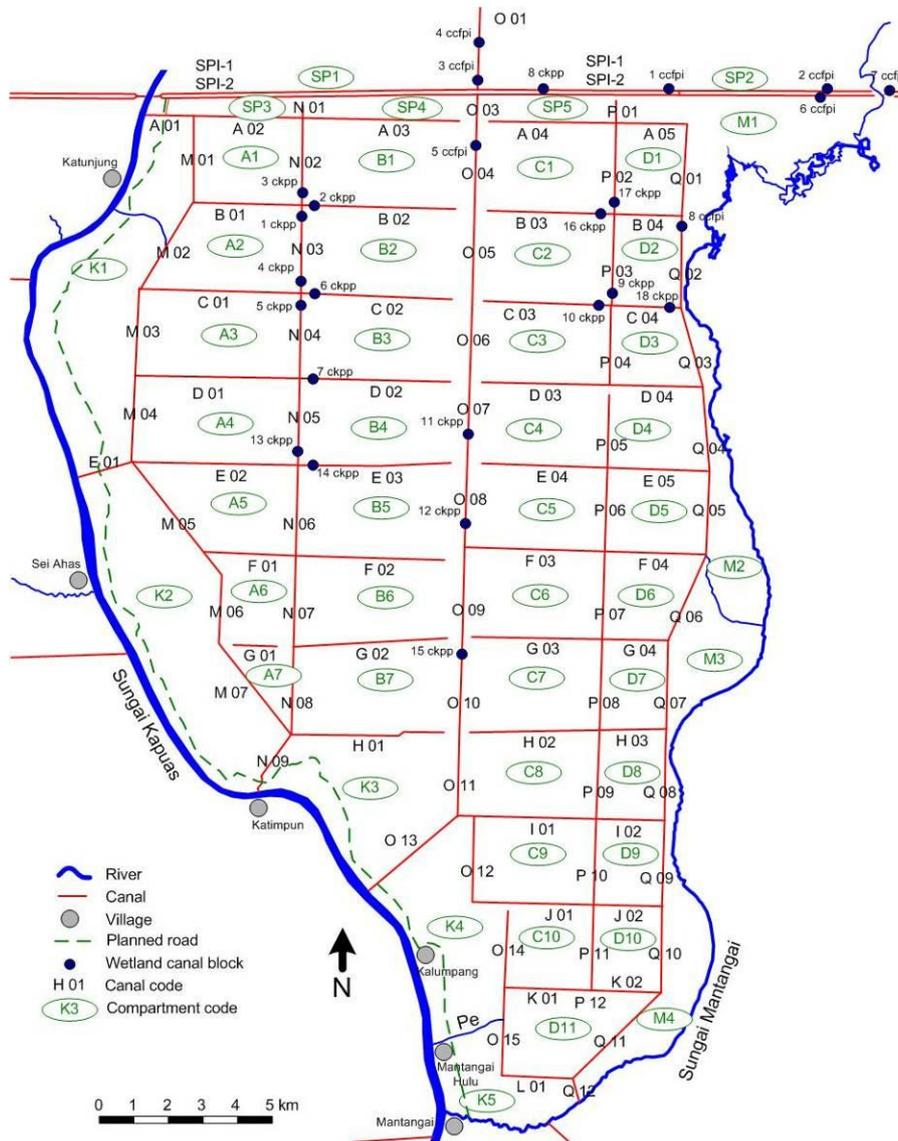 O 01
4 ccfpi
SPI-1 SPI-1
SPI-2 SPI-2
3 ccfpi
SP1 8 ckpp 1 ccfpi SP2 2 ccfpi 7 ccfpi
6 ccfpi
SP3 N 01 SP4 O 03 SP5 P 01 M1
A 01 A 02 A 03 A 04 A 05
Katunjung M 01 A1 N 02 B1 5 ccfpi C1 D1
O 04 P 02 Q 01
3 ckpp 2 ckpp 17 ckpp
1 ckpp 16 ckpp
B 01 B 02 B 03 B 04 8 ccfpi
M 02 A2 N 03 B2 O 05 C2 D2
K1 P 03 Q 02
4 ckpp 6 ckpp 9 ckpp
5 ckpp 10 ckpp 18 ckpp
C 01 C 02 C 03 C 04
M 03 A3 N 04 B3 O 06 C3 D3
P 04 Q 03
7 ckpp
D 01 D 02 O 07 D 03 D 04
M 04 A4 N 05 B4 11 ckpp C4 D4
P 05 Q 04
13 ckpp 14 ckpp
E 01 E 02 E 03 E 04 E 05
A5 B5 O 08 C5 D5
M 05 N 06 12 ckpp P 06 Q 05
Sei Ahas F 01 F 02 F 03 F 04 M2
K2 A6 B6 C6 D6
M 06 N 07 O 09 P 07 Q 06
G 01 G 02 15 ckpp G 03 G 04 M3
A7 B7 C7 D7
M 07 N 08 O 10 P 08 Q 07
Sungai Kapuas
H 01 H 02 H 03
N 09 K3 O 11 C8 D8
P 09 Q 08
Katimpun
O 13 I 01 I 02
C9 D9
O 12 P 10 Q 09
K4 J 01 J 02
C10 D10
Kalumpang O 14 P 11 Q 10
K 01 P 12 K 02
Pe D11 M4
O 15 Q 11
Mantangai
Hulu
L 01 Q 12
K5
Mantangai
Sungai Mantangai
River
Canal
Village
Planned road
Wetland canal block
H 01 Canal code
K3 Compartment code
N
0 1 2 3 4 5 km